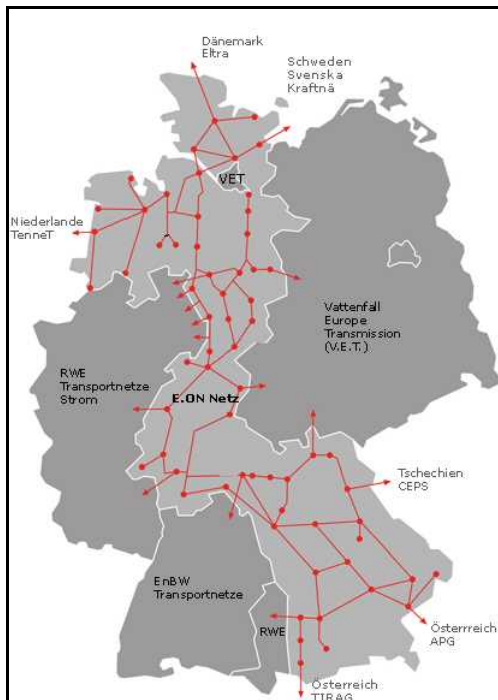 Dänemark
Eltra
Schweden
Svenska
Kraftnä
VET
Niederlande
TenneT
Vattenfall
Europe
Transmission
(V.E.T.)
RWE
Transportnetze
Strom
E.ON Netz
Tschechien
CEPS
EnBW
Transportnetze
RWE
Österrreich
APG
Österreich
TIRAG